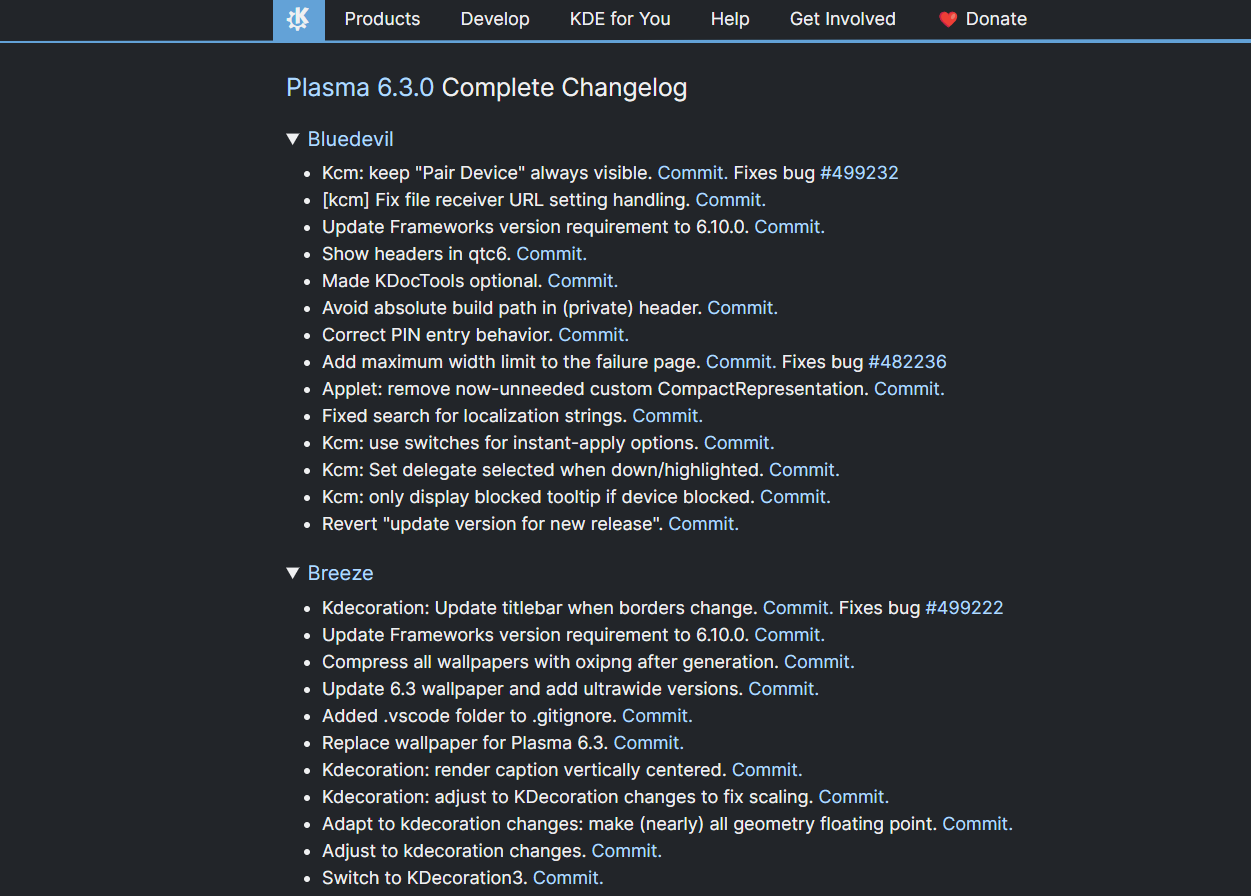 Products Develop KDE for You Help Get Involved Donate
Plasma 6.3.0 Complete Changelog
Bluedevil
Kcm: keep "Pair Device" always visible. Commit. Fixes bug #499232
[kcm] Fix file receiver URL setting handling. Commit.
Update Frameworks version requirement to 6.10.0. Commit.
Show headers in qtc6. Commit.
Made KDocTools optional. Commit.
Avoid absolute build path in (private) header. Commit.
Correct PIN entry behavior. Commit.
Add maximum width limit to the failure page. Commit. Fixes bug #482236
Applet: remove now-unneeded custom CompactRepresentation. Commit.
Fixed search for localization strings. Commit.
Kcm: use switches for instant-apply options. Commit.
Kcm: Set delegate selected when down/highlighted. Commit.
Kcm: only display blocked tooltip if device blocked. Commit.
Revert "update version for new release". Commit.
Breeze
Kdecoration: Update titlebar when borders change. Commit. Fixes bug #499222
Update Frameworks version requirement to 6.10.0. Commit.
Compress all wallpapers with oxipng after generation. Commit.
Update 6.3 wallpaper and add ultrawide versions. Commit.
Added .vscode folder to .gitignore. Commit.
Replace wallpaper for Plasma 6.3. Commit.
Kdecoration: render caption vertically centered. Commit.
Kdecoration: adjust to KDecoration changes to fix scaling. Commit.
Adapt to kdecoration changes: make (nearly) all geometry floating point. Commit.
Adjust to kdecoration changes. Commit.
Switch to KDecoration3. Commit.